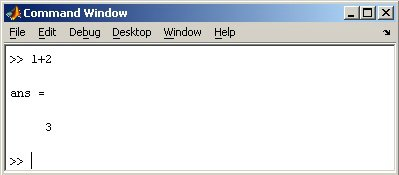 Command Window
File Edit Debug Desktop Window Help
>> 1+2
ans =
3
>>